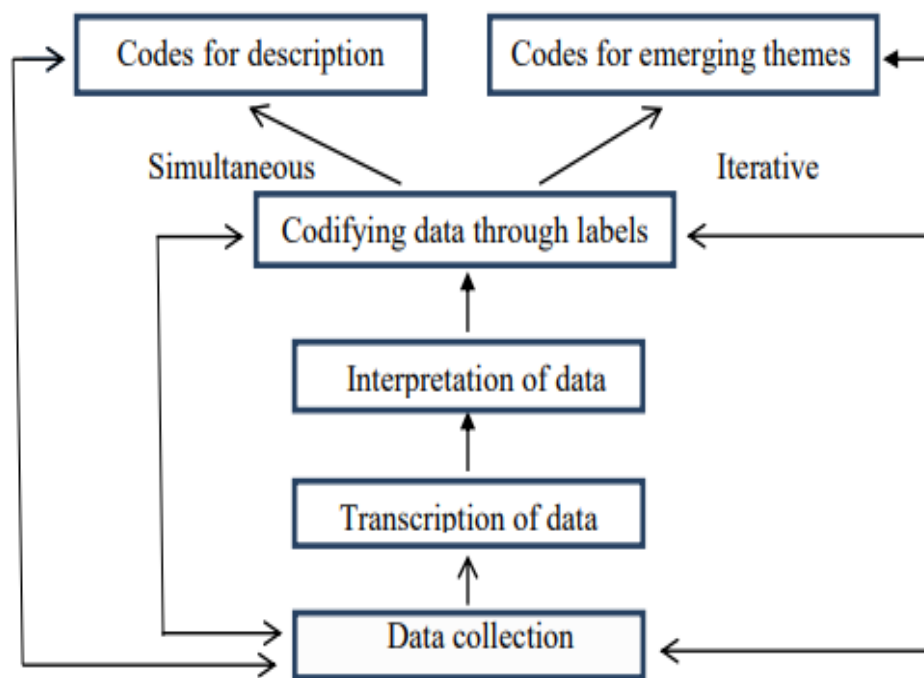 Codes for description
Codes for emerging themes
Simultaneous
Iterative
Codifying data through labels
Interpretation of data
Transcription of data
Data collection